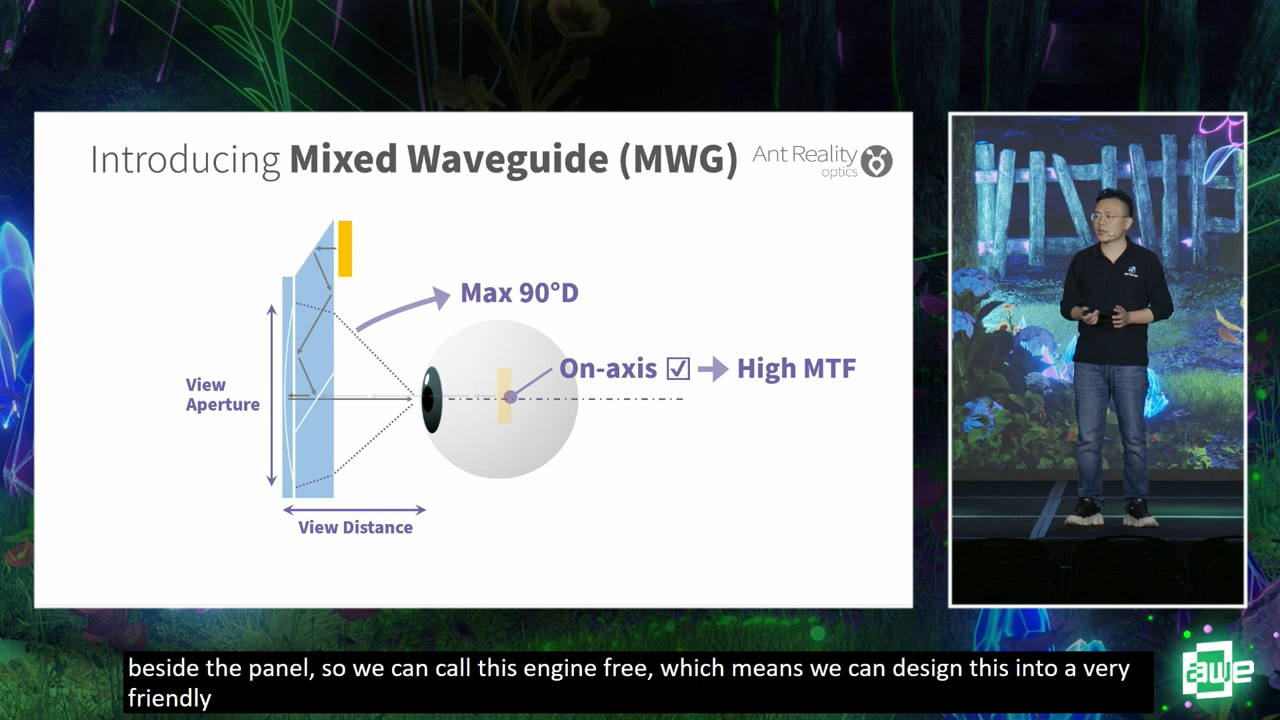 Introducing Mixed Waveguide (MWG)
Ant Reality
optics
Max 90°D
On-axis ☑ → High MTF
View
Aperture
View Distance
beside the panel, so we can call this engine free, which means we can design this into a very
friendly
awe